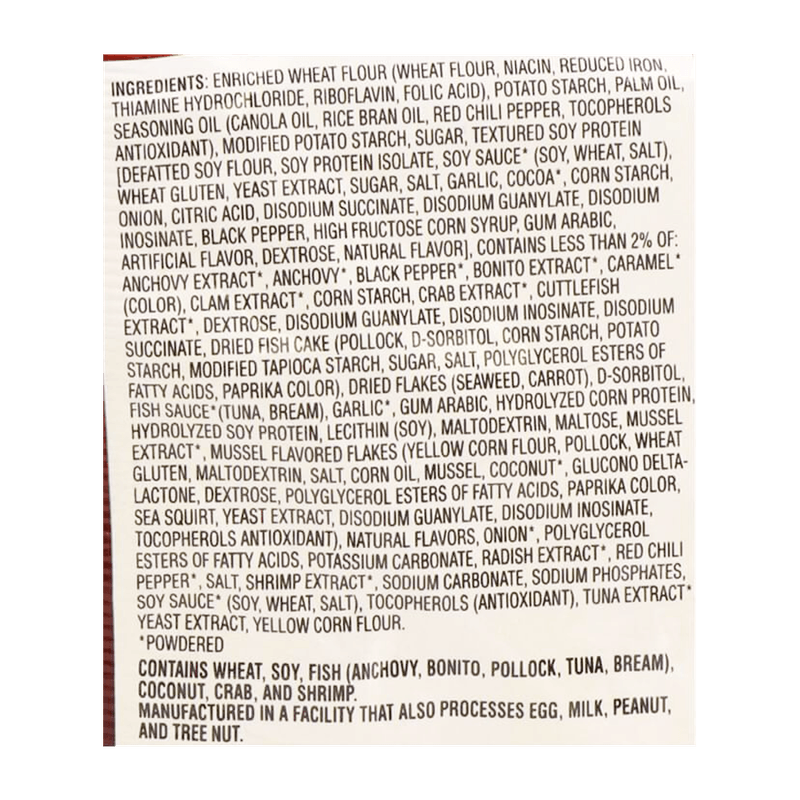 INGREDIENTS: ENRICHED WHEAT FLOUR (WHEAT FLOUR, NIACIN, REDUCED IRON,
THIAMINE HYDROCHLORIDE, RIBOFLAVIN, FOLIC ACID), POTATO STARCH, PALM OIL,
SEASONING OIL (CANOLA OIL, RICE BRAN OIL, RED CHILI PEPPER, TOCOPHEROLS
ANTIOXIDANT), MODIFIED POTATO STARCH, SUGAR, TEXTURED SOY PROTEIN
[DEFATTED SOY FLOUR, SOY PROTEIN ISOLATE, SOY SAUCE* (SOY, WHEAT, SALT),
WHEAT GLUTEN, YEAST EXTRACT, SUGAR, SALT, GARLIC, COCOA*, CORN STARCH,
ONION, CITRIC ACID, DISODIUM SUCCINATE, DISODIUM GUANYLATE, DISODIUM
INOSINATE, BLACK PEPPER, HIGH FRUCTOSE CORN SYRUP, GUM ARABIC,
ARTIFICIAL FLAVOR, DEXTROSE, NATURAL FLAVOR], CONTAINS LESS THAN 2% OF:
ANCHOVY EXTRACT*, ANCHOVY*, BLACK PEPPER*, BONITO EXTRACT*, CARAMEL*
(COLOR), CLAM EXTRACT*, CORN STARCH, CRAB EXTRACT*, CUTTLEFISH
EXTRACT*, DEXTROSE, DISODIUM GUANYLATE, DISODIUM INOSINATE, DISODIUM
SUCCINATE, DRIED FISH CAKE (POLLOCK, D-SORBITOL, CORN STARCH, POTATO
STARCH, MODIFIED TAPIOCA STARCH, SUGAR, SALT, POLYGLYCEROL ESTERS OF
FATTY ACIDS, PAPRIKA COLOR), DRIED FLAKES (SEAWEED, CARROT), D-SORBITOL,
FISH SAUCE* (TUNA, BREAM), GARLIC*, GUM ARABIC, HYDROLYZED CORN PROTEIN,
HYDROLYZED SOY PROTEIN, LECITHIN (SOY), MALTODEXTRIN, MALTOSE, MUSSEL
EXTRACT*, MUSSEL FLAVORED FLAKES (YELLOW CORN FLOUR, POLLOCK, WHEAT
GLUTEN, MALTODEXTRIN, SALT, CORN OIL, MUSSEL, COCONUT*, GLUCONO DELTA-
LACTONE, DEXTROSE, POLYGLYCEROL ESTERS OF FATTY ACIDS, PAPRIKA COLOR,
SEA SQUIRT, YEAST EXTRACT, DISODIUM GUANYLATE, DISODIUM INOSINATE,
TOCOPHEROLS ANTIOXIDANT), NATURAL FLAVORS, ONION*, POLYGLYCEROL
ESTERS OF FATTY ACIDS, POTASSIUM CARBONATE, RADISH EXTRACT*, RED CHILI
PEPPER*, SALT, SHRIMP EXTRACT*, SODIUM CARBONATE, SODIUM PHOSPHATES,
SOY SAUCE* (SOY, WHEAT, SALT), TOCOPHEROLS (ANTIOXIDANT), TUNA EXTRACT*
YEAST EXTRACT, YELLOW CORN FLOUR.
*POWDERED
CONTAINS WHEAT, SOY, FISH (ANCHOVY, BONITO, POLLOCK, TUNA, BREAM),
COCONUT, CRAB, AND SHRIMP.
MANUFACTURED IN A FACILITY THAT ALSO PROCESSES EGG, MILK, PEANUT,
AND TREE NUT.